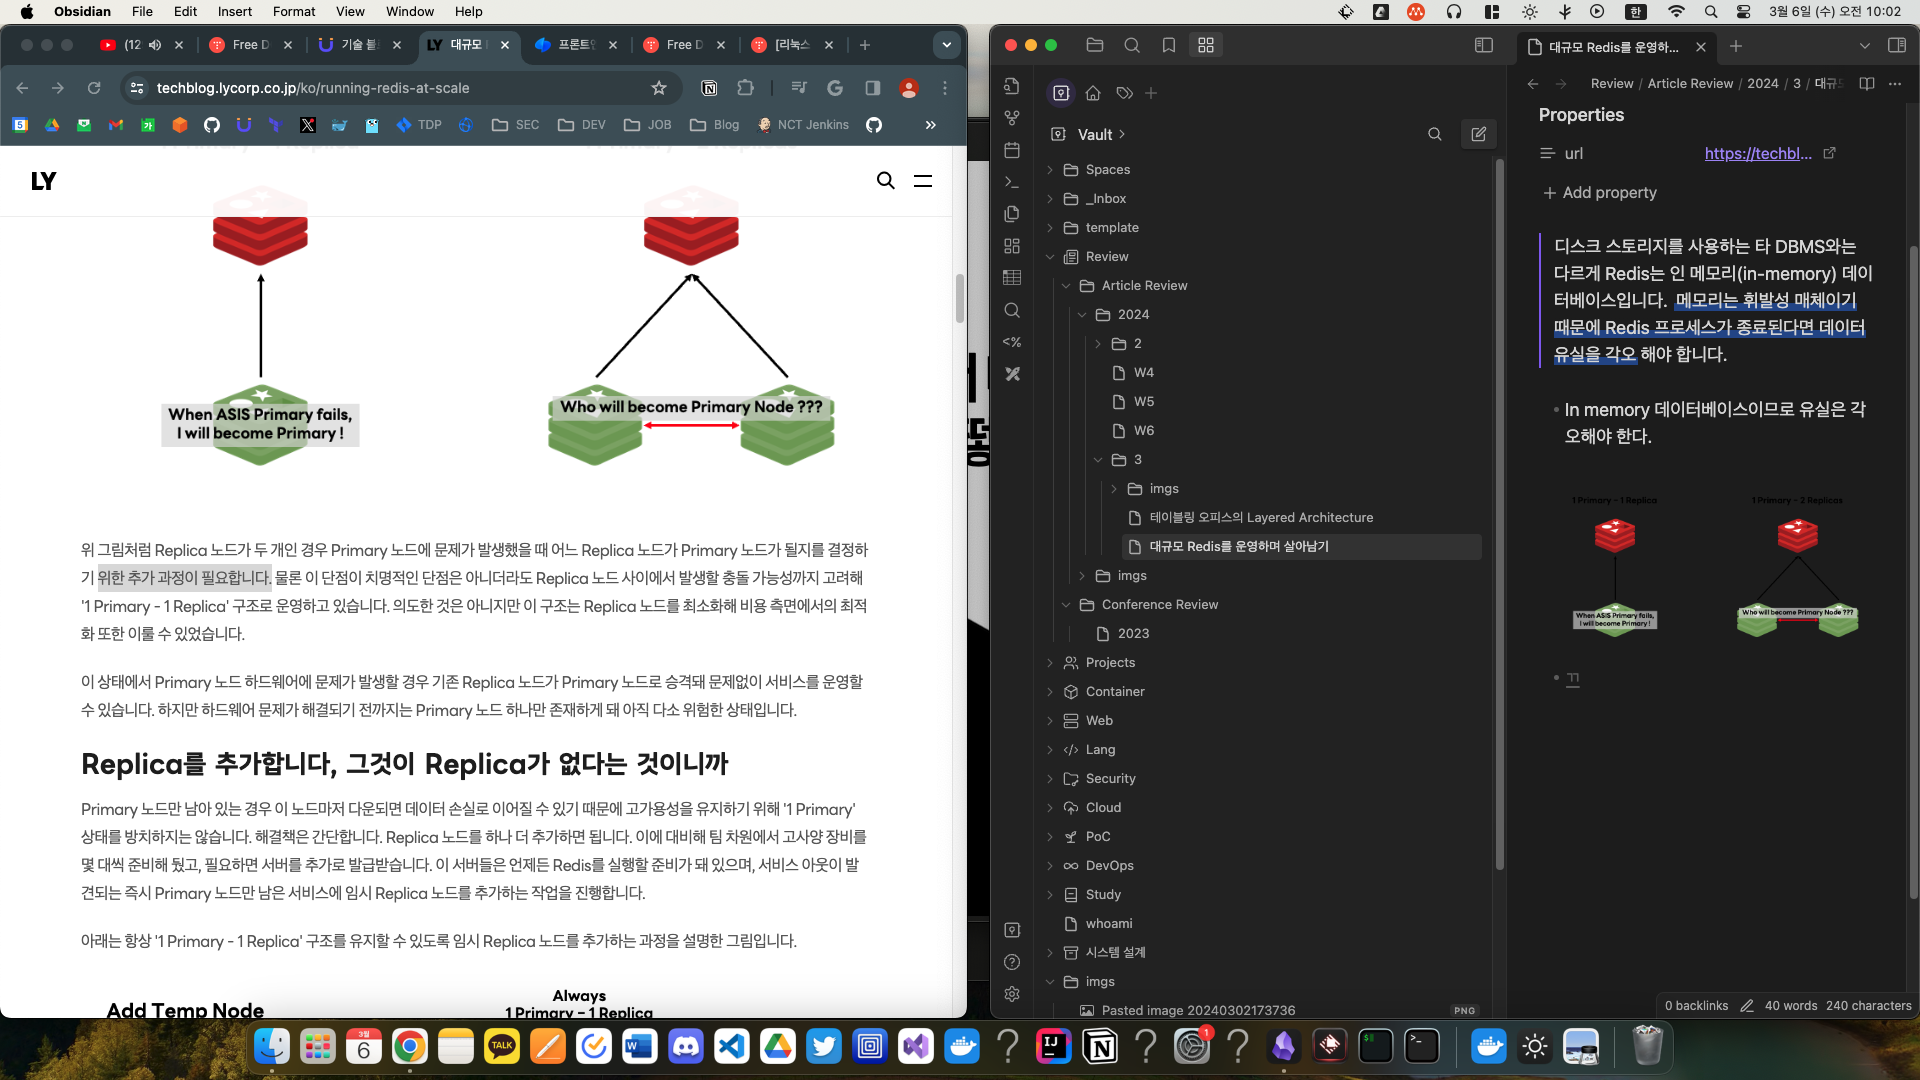 Obsidian File Edit Insert Format View Window Help
한 3월 6일 (수) 오전 10:02
(12
Free D
기술 블
LY 대규모
프론트엔
Free D
[리눅스
techblog.lycorp.co.jp/ko/running-redis-at-scale
TDP SEC DEV JOB Blog NCT Jenkins
LY
When ASIS Primary fails,
I will become Primary !
Who will become Primary Node ???
위 그림처럼 Replica 노드가 두 개인 경우 Primary 노드에 문제가 발생했을 때 어느 Replica 노드가 Primary 노드가 될지를 결정하
기 위한 추가 과정이 필요합니다. 물론 이 단점이 치명적인 단점은 아니더라도 Replica 노드 사이에서 발생할 충돌 가능성까지 고려해
'1 Primary - 1 Replica' 구조로 운영하고 있습니다. 의도한 것은 아니지만 이 구조는 Replica 노드를 최소화해 비용 측면에서의 최적
화 또한 이룰 수 있었습니다.
이 상태에서 Primary 노드 하드웨어에 문제가 발생할 경우 기존 Replica 노드가 Primary 노드로 승격돼 문제없이 서비스를 운영할
수 있습니다. 하지만 하드웨어 문제가 해결되기 전까지는 Primary 노드 하나만 존재하게 돼 아직 다소 위험한 상태입니다.
Replica를 추가합니다, 그것이 Replica가 없다는 것이니까
Primary 노드만 남아 있는 경우 이 노드마저 다운되면 데이터 손실로 이어질 수 있기 때문에 고가용성을 유지하기 위해 '1 Primary'
상태를 방치하지는 않습니다. 해결책은 간단합니다. Replica 노드를 하나 더 추가하면 됩니다. 이에 대비해 팀 차원에서 고사양 장비를
몇 대씩 준비해 뒀고, 필요하면 서버를 추가로 발급받습니다. 이 서버들은 언제든 Redis를 실행할 준비가 돼 있으며, 서비스 아웃이 발
견되는 즉시 Primary 노드만 남은 서비스에 임시 Replica 노드를 추가하는 작업을 진행합니다.
아래는 항상 '1 Primary - 1 Replica' 구조를 유지할 수 있도록 임시 Replica 노드를 추가하는 과정을 설명한 그림입니다.
Add Temp Node
Always
1 Primary - 1 Replica
Vault
Spaces
_Inbox
template
Review
Article Review
2024
2
W4
W5
W6
3
imgs
테이블링 오피스의 Layered Architecture
대규모 Redis를 운영하며 살아남기
imgs
Conference Review
2023
Projects
Container
Web
Lang
Security
Cloud
PoC
DevOps
Study
whoami
시스템 설계
imgs
Pasted image 20240302173736 PNG
대규모 Redis를 운영하...
Review / Article Review / 2024 / 3 / 대규
Properties
url https://techbl...
Add property
디스크 스토리지를 사용하는 타 DBMS와는
다르게 Redis는 인 메모리(in-memory) 데이
터베이스입니다. 메모리는 휘발성 매체이기
때문에 Redis 프로세스가 종료된다면 데이터
유실을 각오 해야 합니다.
In memory 데이터베이스이므로 유실은 각
오해야 한다.
1 Primary - 1 Replica
1 Primary - 2 Replicas
When ASIS Primary fails,
I will become Primary !
Who will become Primary Node ???
ㄲ
0 backlinks 40 words 240 characters
3월
6
TALK
IJ
1